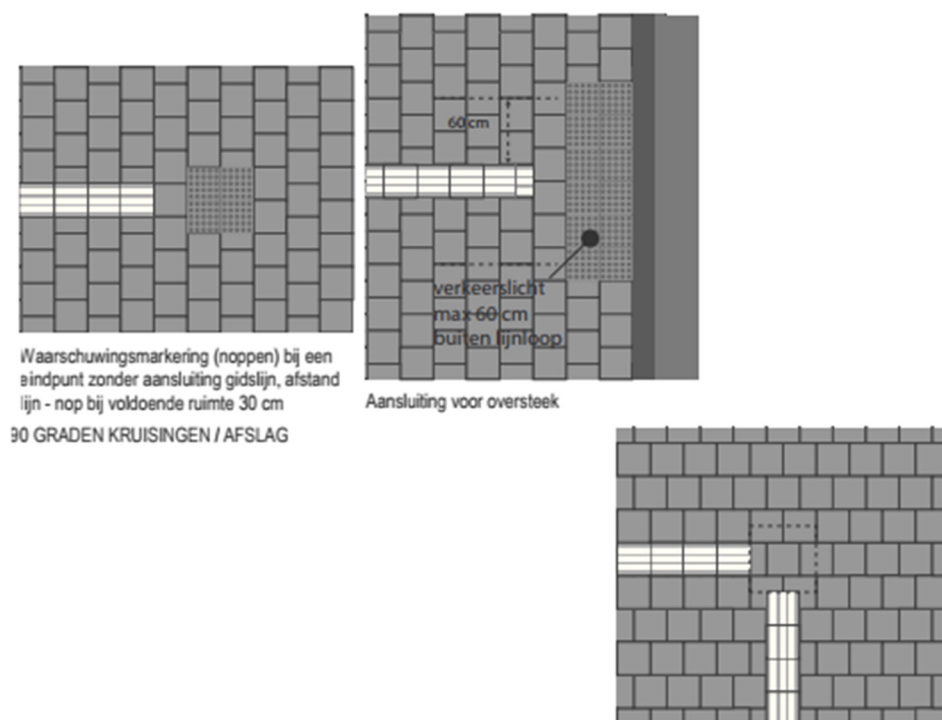 Waarschuwingsmarkering (noppen) bij een
eindpunt zonder aansluiting gidslijn, afstand
lijn - nop bij voldoende ruimte 30 cm
90 GRADEN KRUISINGEN / AFSLAG
60 cm
verkeerslicht
max 60 cm
buiten lijnloop
Aansluiting voor oversteek